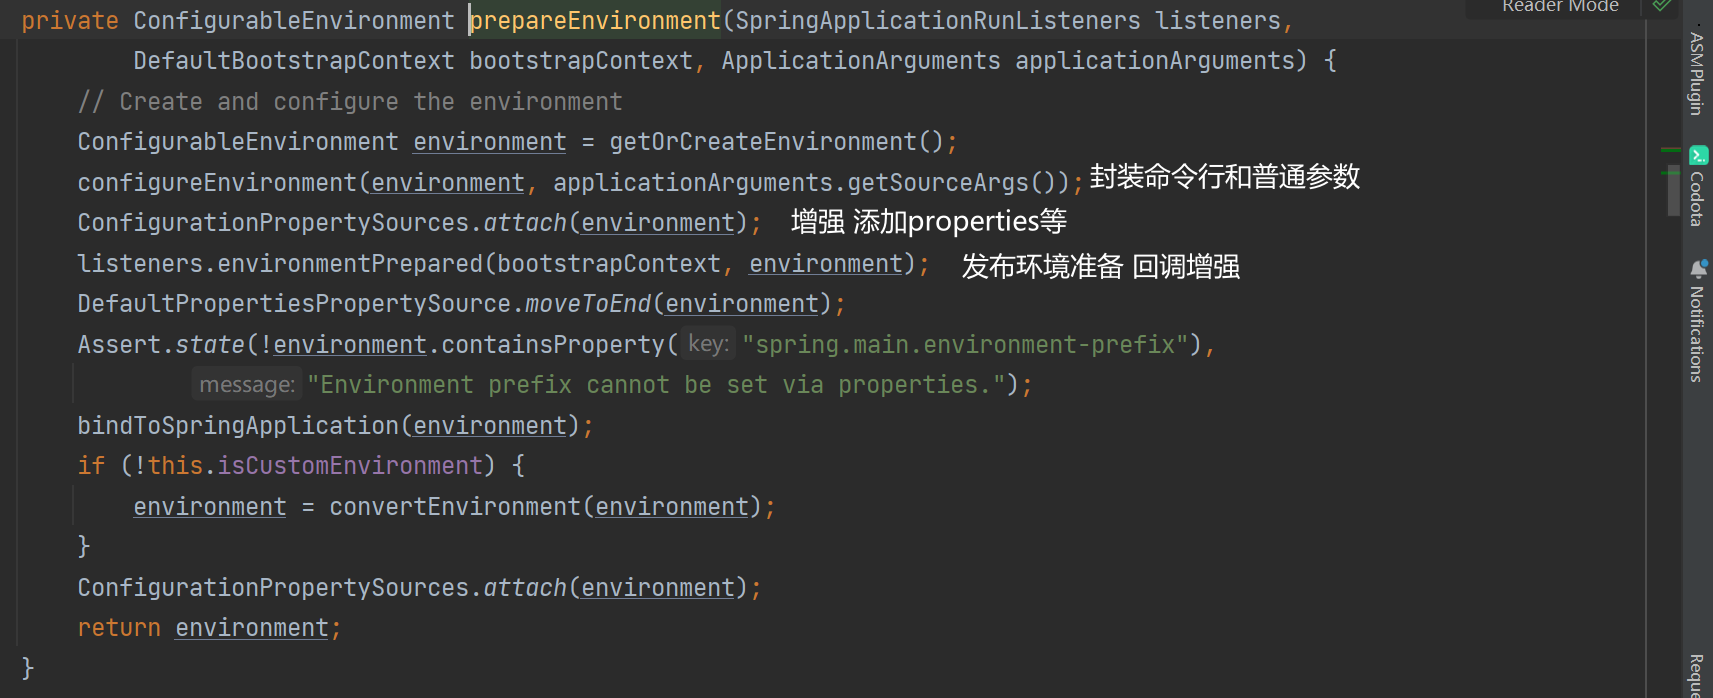 Reader Mode
private ConfigurableEnvironment prepareEnvironment(SpringApplicationRunListeners listeners,
DefaultBootstrapContext bootstrapContext, ApplicationArguments applicationArguments) {
// Create and configure the environment
ConfigurableEnvironment environment = getOrCreateEnvironment();
configureEnvironment(environment, applicationArguments.getSourceArgs()); 封装命令行和普通参数
ConfigurationPropertySources.attach(environment); 增强 添加properties等
listeners.environmentPrepared(bootstrapContext, environment); 发布环境准备 回调增强
DefaultPropertiesPropertySource.moveToEnd(environment);
Assert.state(!environment.containsProperty( key: "spring.main.environment-prefix"),
message: "Environment prefix cannot be set via properties.");
bindToSpringApplication(environment);
if (!this.isCustomEnvironment) {
environment = convertEnvironment(environment);
}
ConfigurationPropertySources.attach(environment);
return environment;
}
ASMPlugin
Codota
Notifications